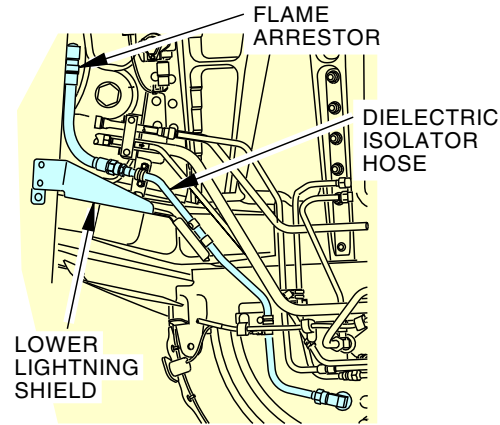 FLAME
ARRESTOR
DIELECTRIC
ISOLATOR
HOSE
LOWER
LIGHTNING
SHIELD